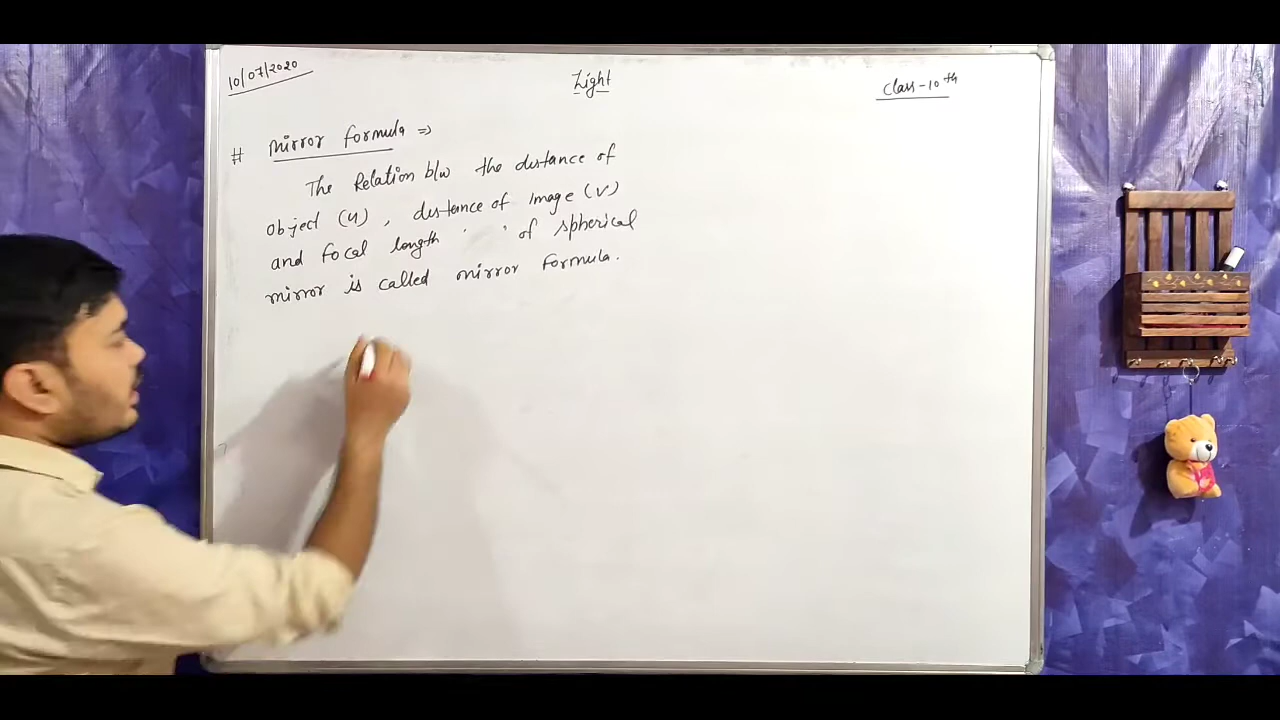 10/07/2020
Light
Class-10th
# Mirror formula ⇒
The Relation b/w the distance of
object (u), distance of Image (v)
and focal length of spherical
mirror is called mirror formula.